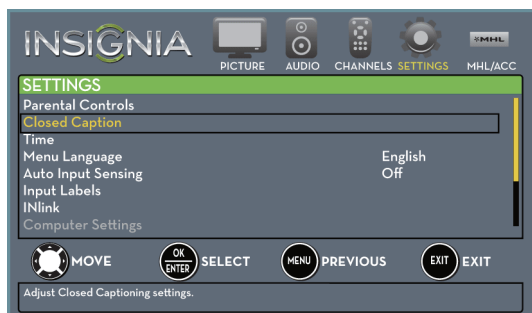 INSIGNIA
PICTURE AUDIO CHANNELS SETTINGS MHL MHL/ACC
SETTINGS
Parental Controls
Closed Caption
Time
Menu Language English
Auto Input Sensing Off
Input Labels
INlink
Computer Settings
MOVE OK ENTER SELECT MENU PREVIOUS EXIT EXIT
Adjust Closed Captioning settings.